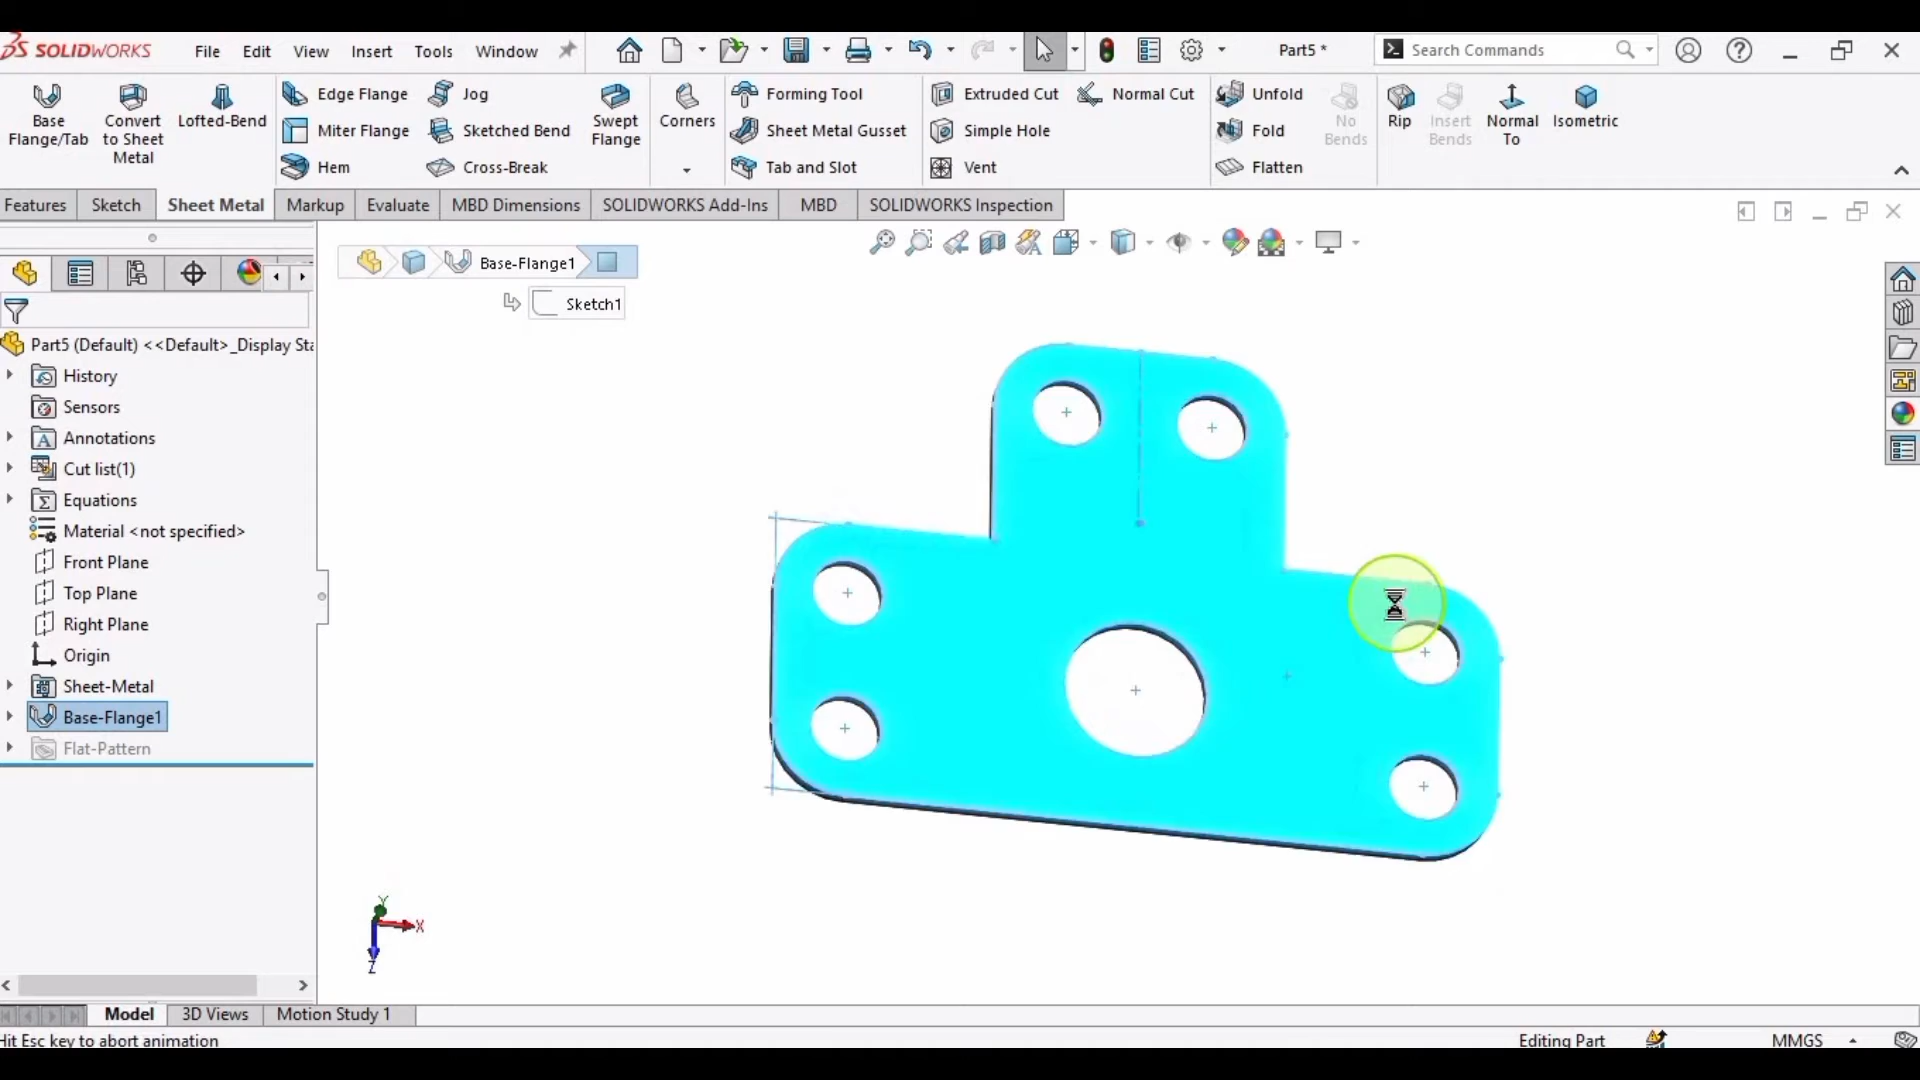 SOLIDWORKS File Edit View Insert Tools Window Part5 * Search Commands
Base Flange/Tab
Convert to Sheet Metal
Lofted-Bend
Edge Flange
Miter Flange
Hem
Jog
Sketched Bend
Cross-Break
Swept Flange
Corners
Forming Tool
Sheet Metal Gusset
Tab and Slot
Extruded Cut
Simple Hole
Vent
Normal Cut
Unfold
Fold
Flatten
No Bends
Rip
Insert Bends
Normal To
Isometric
Features Sketch Sheet Metal Markup Evaluate MBD Dimensions SOLIDWORKS Add-Ins MBD SOLIDWORKS Inspection
Base-Flange1
Sketch1
Part5 (Default) <<Default>_Display Sta
History
Sensors
Annotations
Cut list(1)
Equations
Material <not specified>
Front Plane
Top Plane
Right Plane
Origin
Sheet-Metal
Base-Flange1
Flat-Pattern
Y
X
Z
Model 3D Views Motion Study 1
Hit Esc key to abort animation Editing Part MMGS